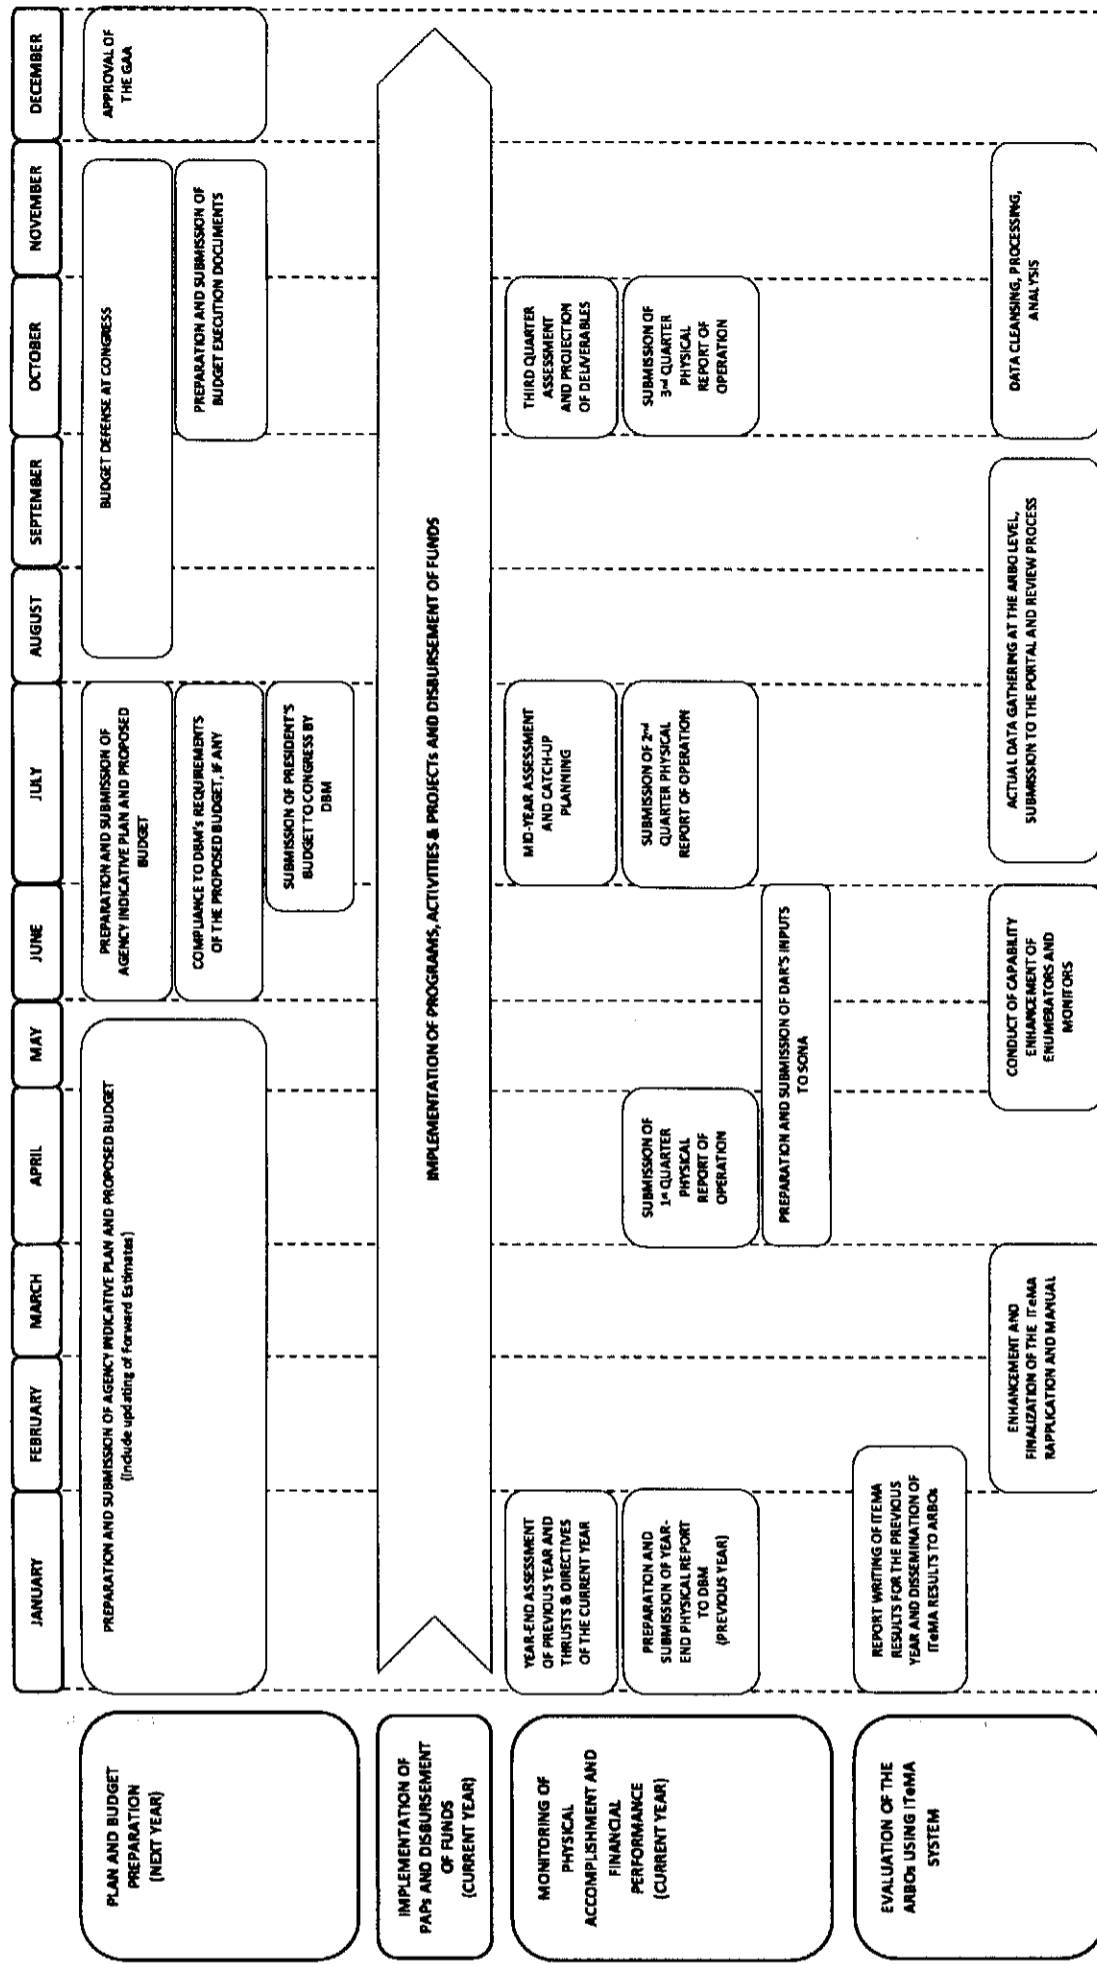 JANUARY
FEBRUARY
MARCH
APRIL
MAY
JUNE
JULY
AUGUST
SEPTEMBER
OCTOBER
NOVEMBER
DECEMBER
PLAN AND BUDGET
PREPARATION
(NEXT YEAR)
PREPARATION AND SUBMISSION OF AGENCY INDICATIVE PLAN AND PROPOSED BUDGET
(Include updating of Forward Estimates)
PREPARATION AND SUBMISSION OF
AGENCY INDICATIVE PLAN AND PROPOSED
BUDGET
COMPLIANCE TO DBM's REQUIREMENTS
OF THE PROPOSED BUDGET, IF ANY
SUBMISSION OF PRESIDENT'S
BUDGET TO CONGRESS BY
DBM
BUDGET DEFENSE AT CONGRESS
PREPARATION AND SUBMISSION OF
BUDGET EXECUTION DOCUMENTS
APPROVAL OF
THE GAA
IMPLEMENTATION OF
PAPs AND DISBURSEMENT
OF FUNDS
(CURRENT YEAR)
IMPLEMENTATION OF PROGRAMS, ACTIVITIES & PROJECTs AND DISBURSEMENT OF FUNDS
MONITORING OF
PHYSICAL
ACCOMPLISHMENT AND
FINANCIAL
PERFORMANCE
(CURRENT YEAR)
YEAR-END ASSESSMENT
OF PREVIOUS YEAR AND
THRUSTS & DIRECTIVES
OF THE CURRENT YEAR
PREPARATION AND
SUBMISSION OF YEAR-
END PHYSICAL REPORT
TO DBM
(PREVIOUS YEAR)
SUBMISSION OF
1st QUARTER
PHYSICAL
REPORT OF
OPERATION
PREPARATION AND SUBMISSION OF DAR'S INPUTS
TO SONA
MID-YEAR ASSESSMENT
AND CATCH-UP
PLANNING
SUBMISSION OF 2nd
QUARTER PHYSICAL
REPORT OF OPERATION
THIRD QUARTER
ASSESSMENT
AND PROJECTION
OF DELIVERABLES
SUBMISSION OF
3rd QUARTER
PHYSICAL
REPORT OF
OPERATION
EVALUATION OF THE
ARBOs USING ITeMA
SYSTEM
REPORT WRITING OF ITEMA
RESULTS FOR THE PREVIOUS
YEAR AND DISSEMINATION OF
ITeMA RESULTS TO ARBOs
ENHANCEMENT AND
FINALIZATION OF THE ITeMA
RAPPLICATION AND MANUAL
CONDUCT OF CAPABILITY
ENHANCEMENT OF
ENUMERATORS AND
MONITORS
ACTUAL DATA GATHERING AT THE ARBO LEVEL,
SUBMISSION TO THE PORTAL AND REVIEW PROCESS
DATA CLEANSING, PROCESSING,
ANALYSIS